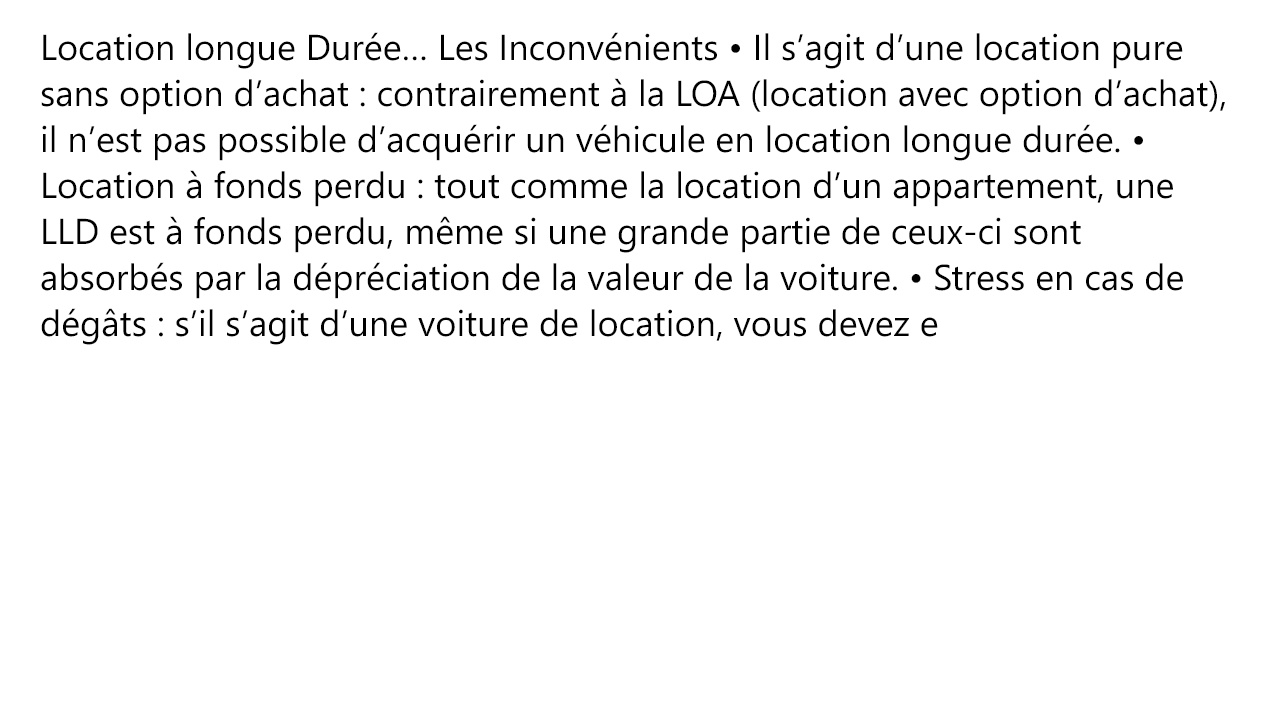 Location longue Durée… Les Inconvénients • Il s’agit d’une location pure
sans option d’achat : contrairement à la LOA (location avec option d’achat),
il n’est pas possible d’acquérir un véhicule en location longue durée. •
Location à fonds perdu : tout comme la location d’un appartement, une
LLD est à fonds perdu, même si une grande partie de ceux-ci sont
absorbés par la dépréciation de la valeur de la voiture. • Stress en cas de
dégâts : s’il s’agit d’une voiture de location, vous devez e